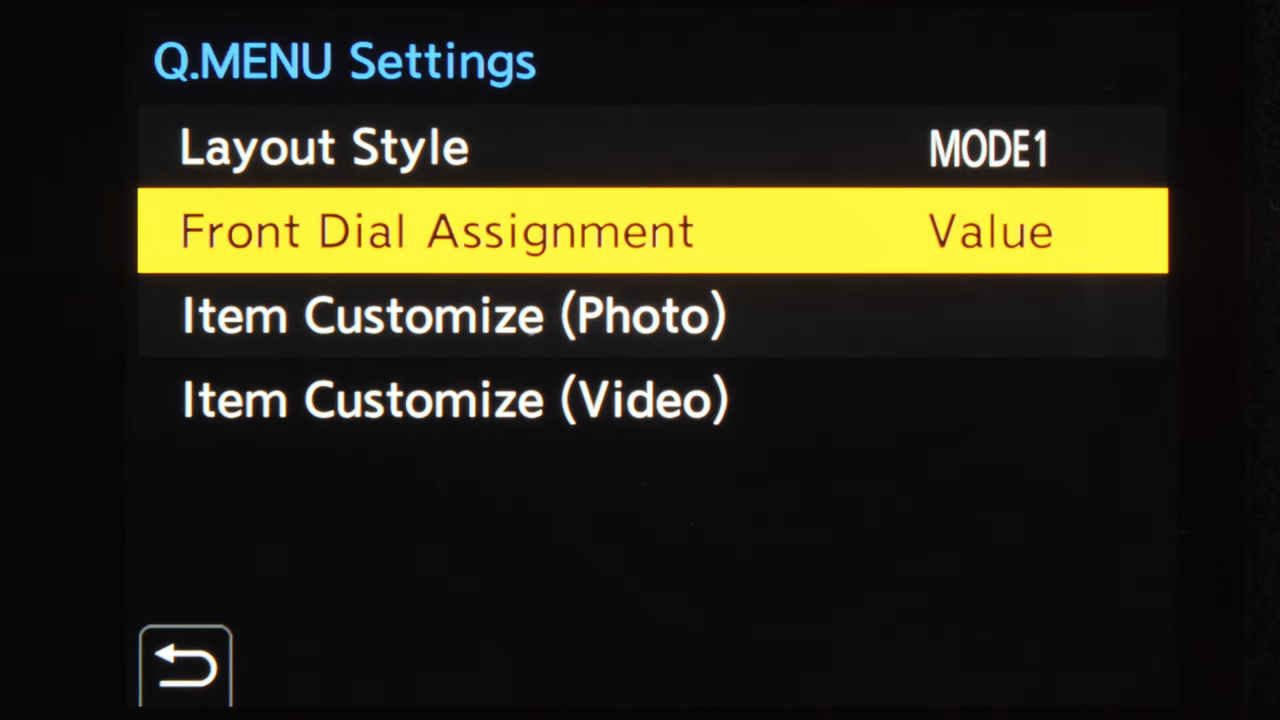 Q.MENU Settings
Layout Style MODE1
Front Dial Assignment Value
Item Customize (Photo)
Item Customize (Video)